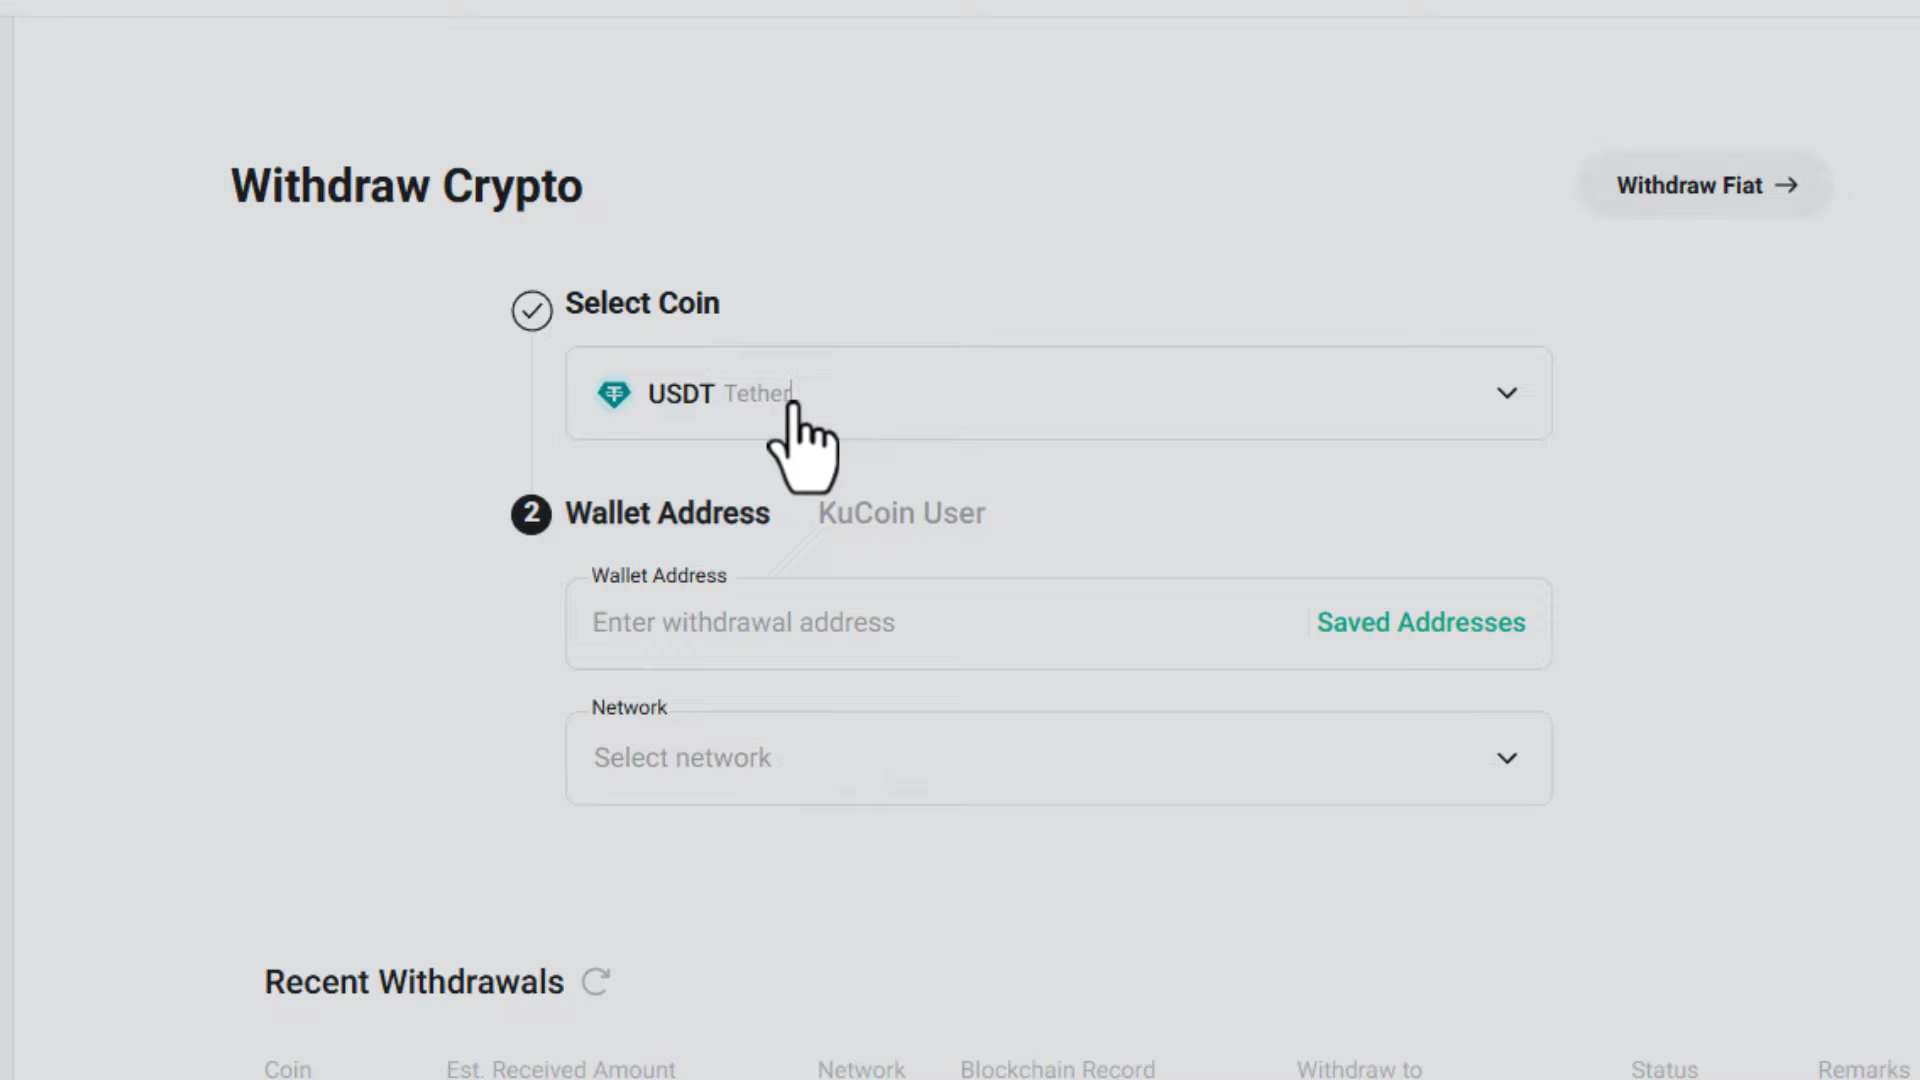 Withdraw Crypto
Withdraw Fiat →
Select Coin
USDT Tether
2 Wallet Address KuCoin User
Wallet Address
Enter withdrawal address Saved Addresses
Network
Select network
Recent Withdrawals
Coin Est. Received Amount Network Blockchain Record Withdraw to Status Remarks